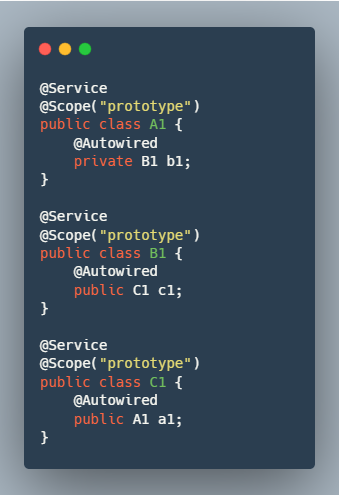 @Service
@Scope("prototype")
public class A1 {
    @Autowired
    private B1 b1;
}

@Service
@Scope("prototype")
public class B1 {
    @Autowired
    public C1 c1;
}

@Service
@Scope("prototype")
public class C1 {
    @Autowired
    public A1 a1;
}